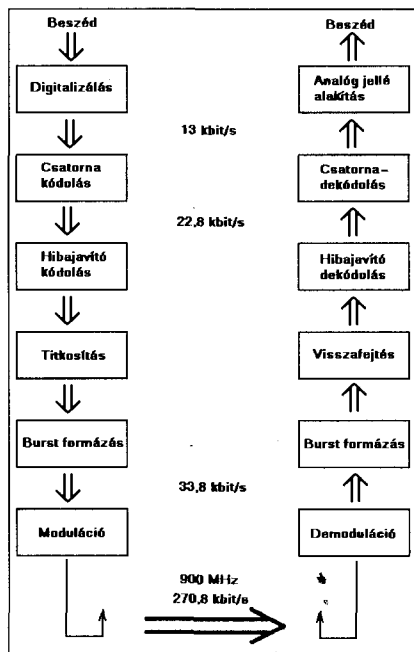 Beszéd
Digitalizálás
Csatorna
kódolás
Hibajavító
kódolás
Titkosítás
Burst formázás
Moduláció
13 kbit/s
22,8 kbit/s
33,8 kbit/s
900 MHz
270,8 kbit/s
Beszéd
Analóg jellé
alakítás
Csatorna-
dekódolás
Hibajavító
dekódolás
Visszafejtés
Burst formázás
Demoduláció